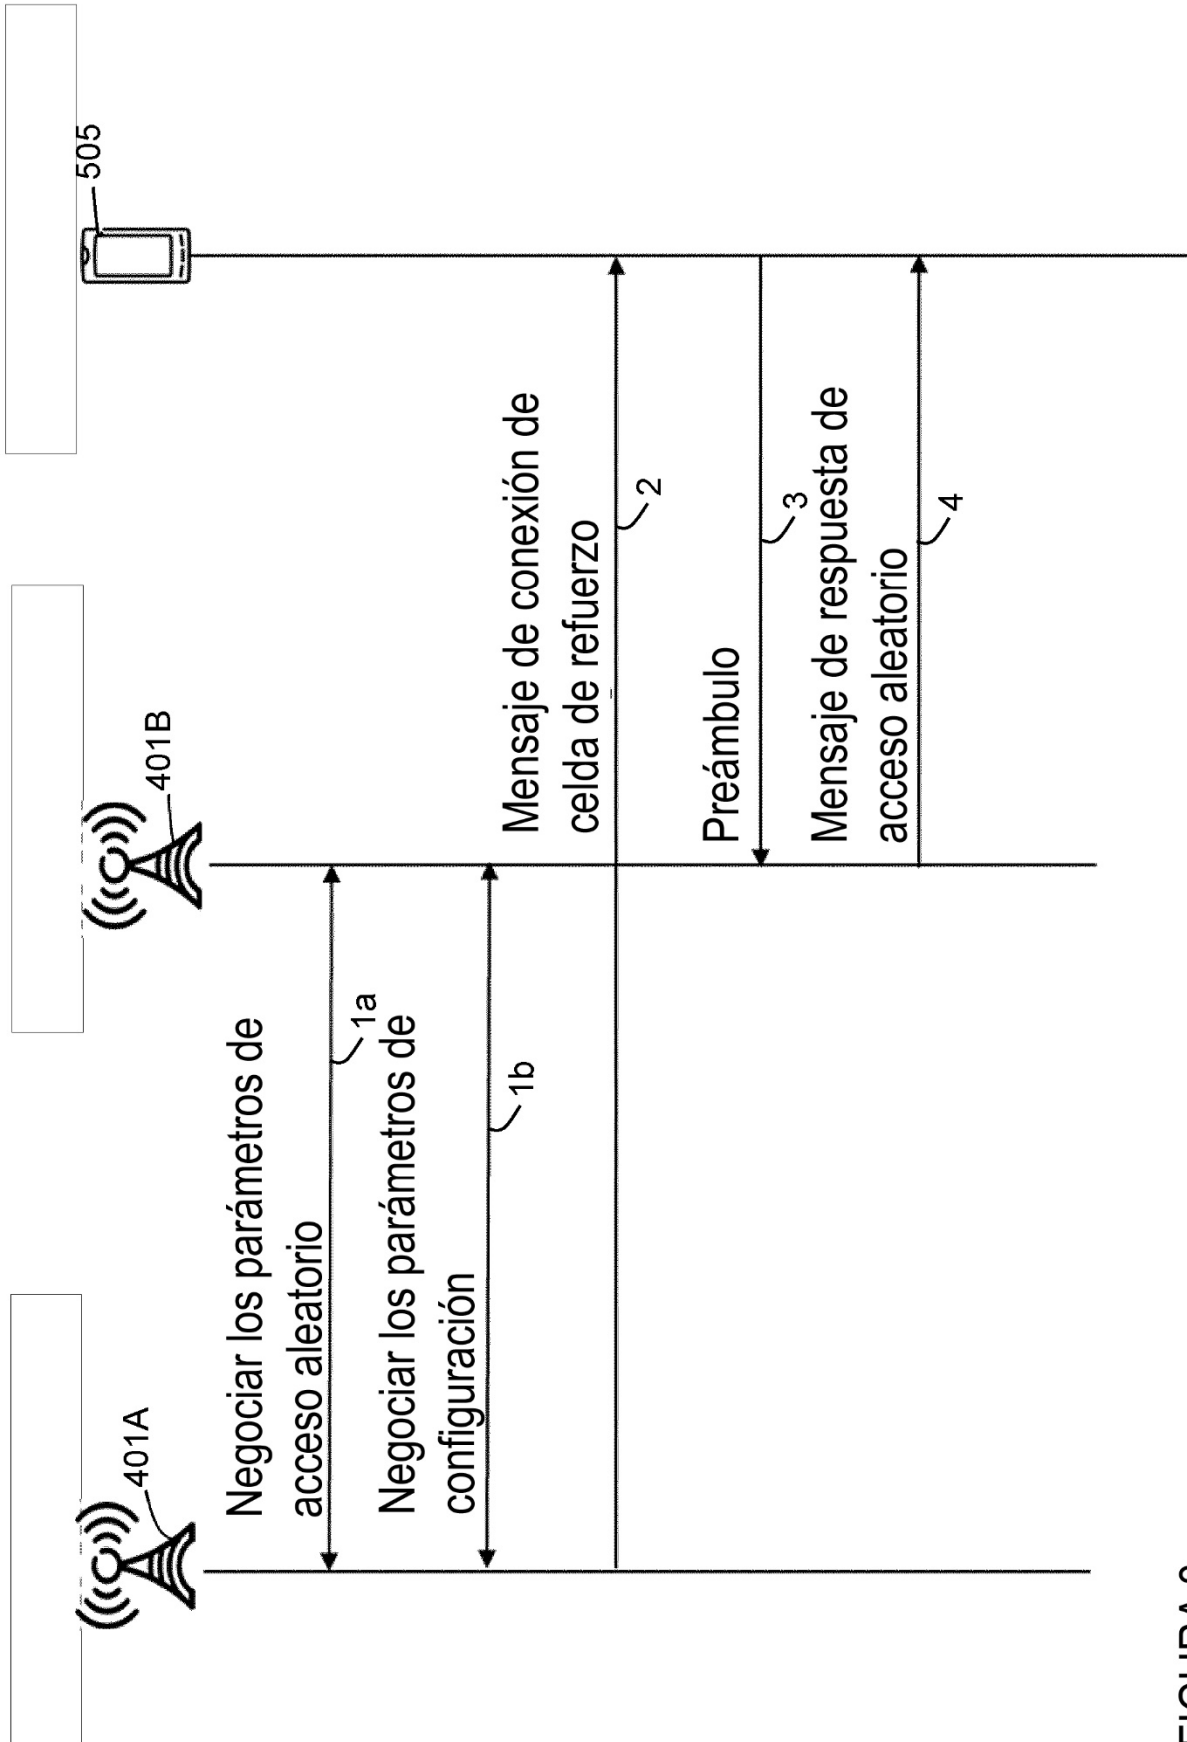 401A
401B
505
Negociar los parámetros de
acceso aleatorio
1a
Negociar los parámetros de
configuración
1b
Mensaje de conexión de
celda de refuerzo
2
Preámbulo
3
Mensaje de respuesta de
acceso aleatorio
4
FIGURA